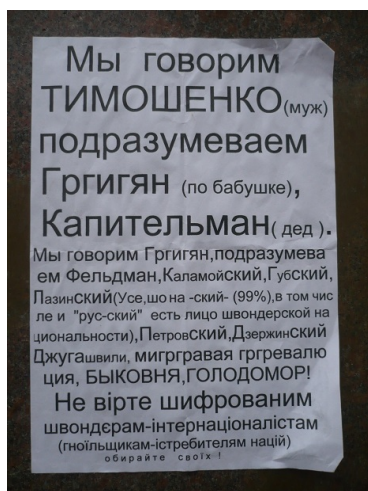 Мы говорим
ТИМОШЕНКО(муж)
подразумеваем
Гргигян (по бабушке),
Капительман( дед ).
Мы говорим Гргигян,подразумева
ем Фельдман,Каламойский,Губский,
Пазинский(Усе,шо на -ский- (99%),в том чис
ле и "рус-ский" есть лицо швондерской на
циональности),Петровский,Дзержинский
Джугашвили, мигргравая гргревалю
ция, БЫКОВНЯ,ГОЛОДОМОР!
Не вірте шифрованим
швондєрам-інтернаціоналістам
(гноїльщикам-істребителям націй)
обирайте своїх !